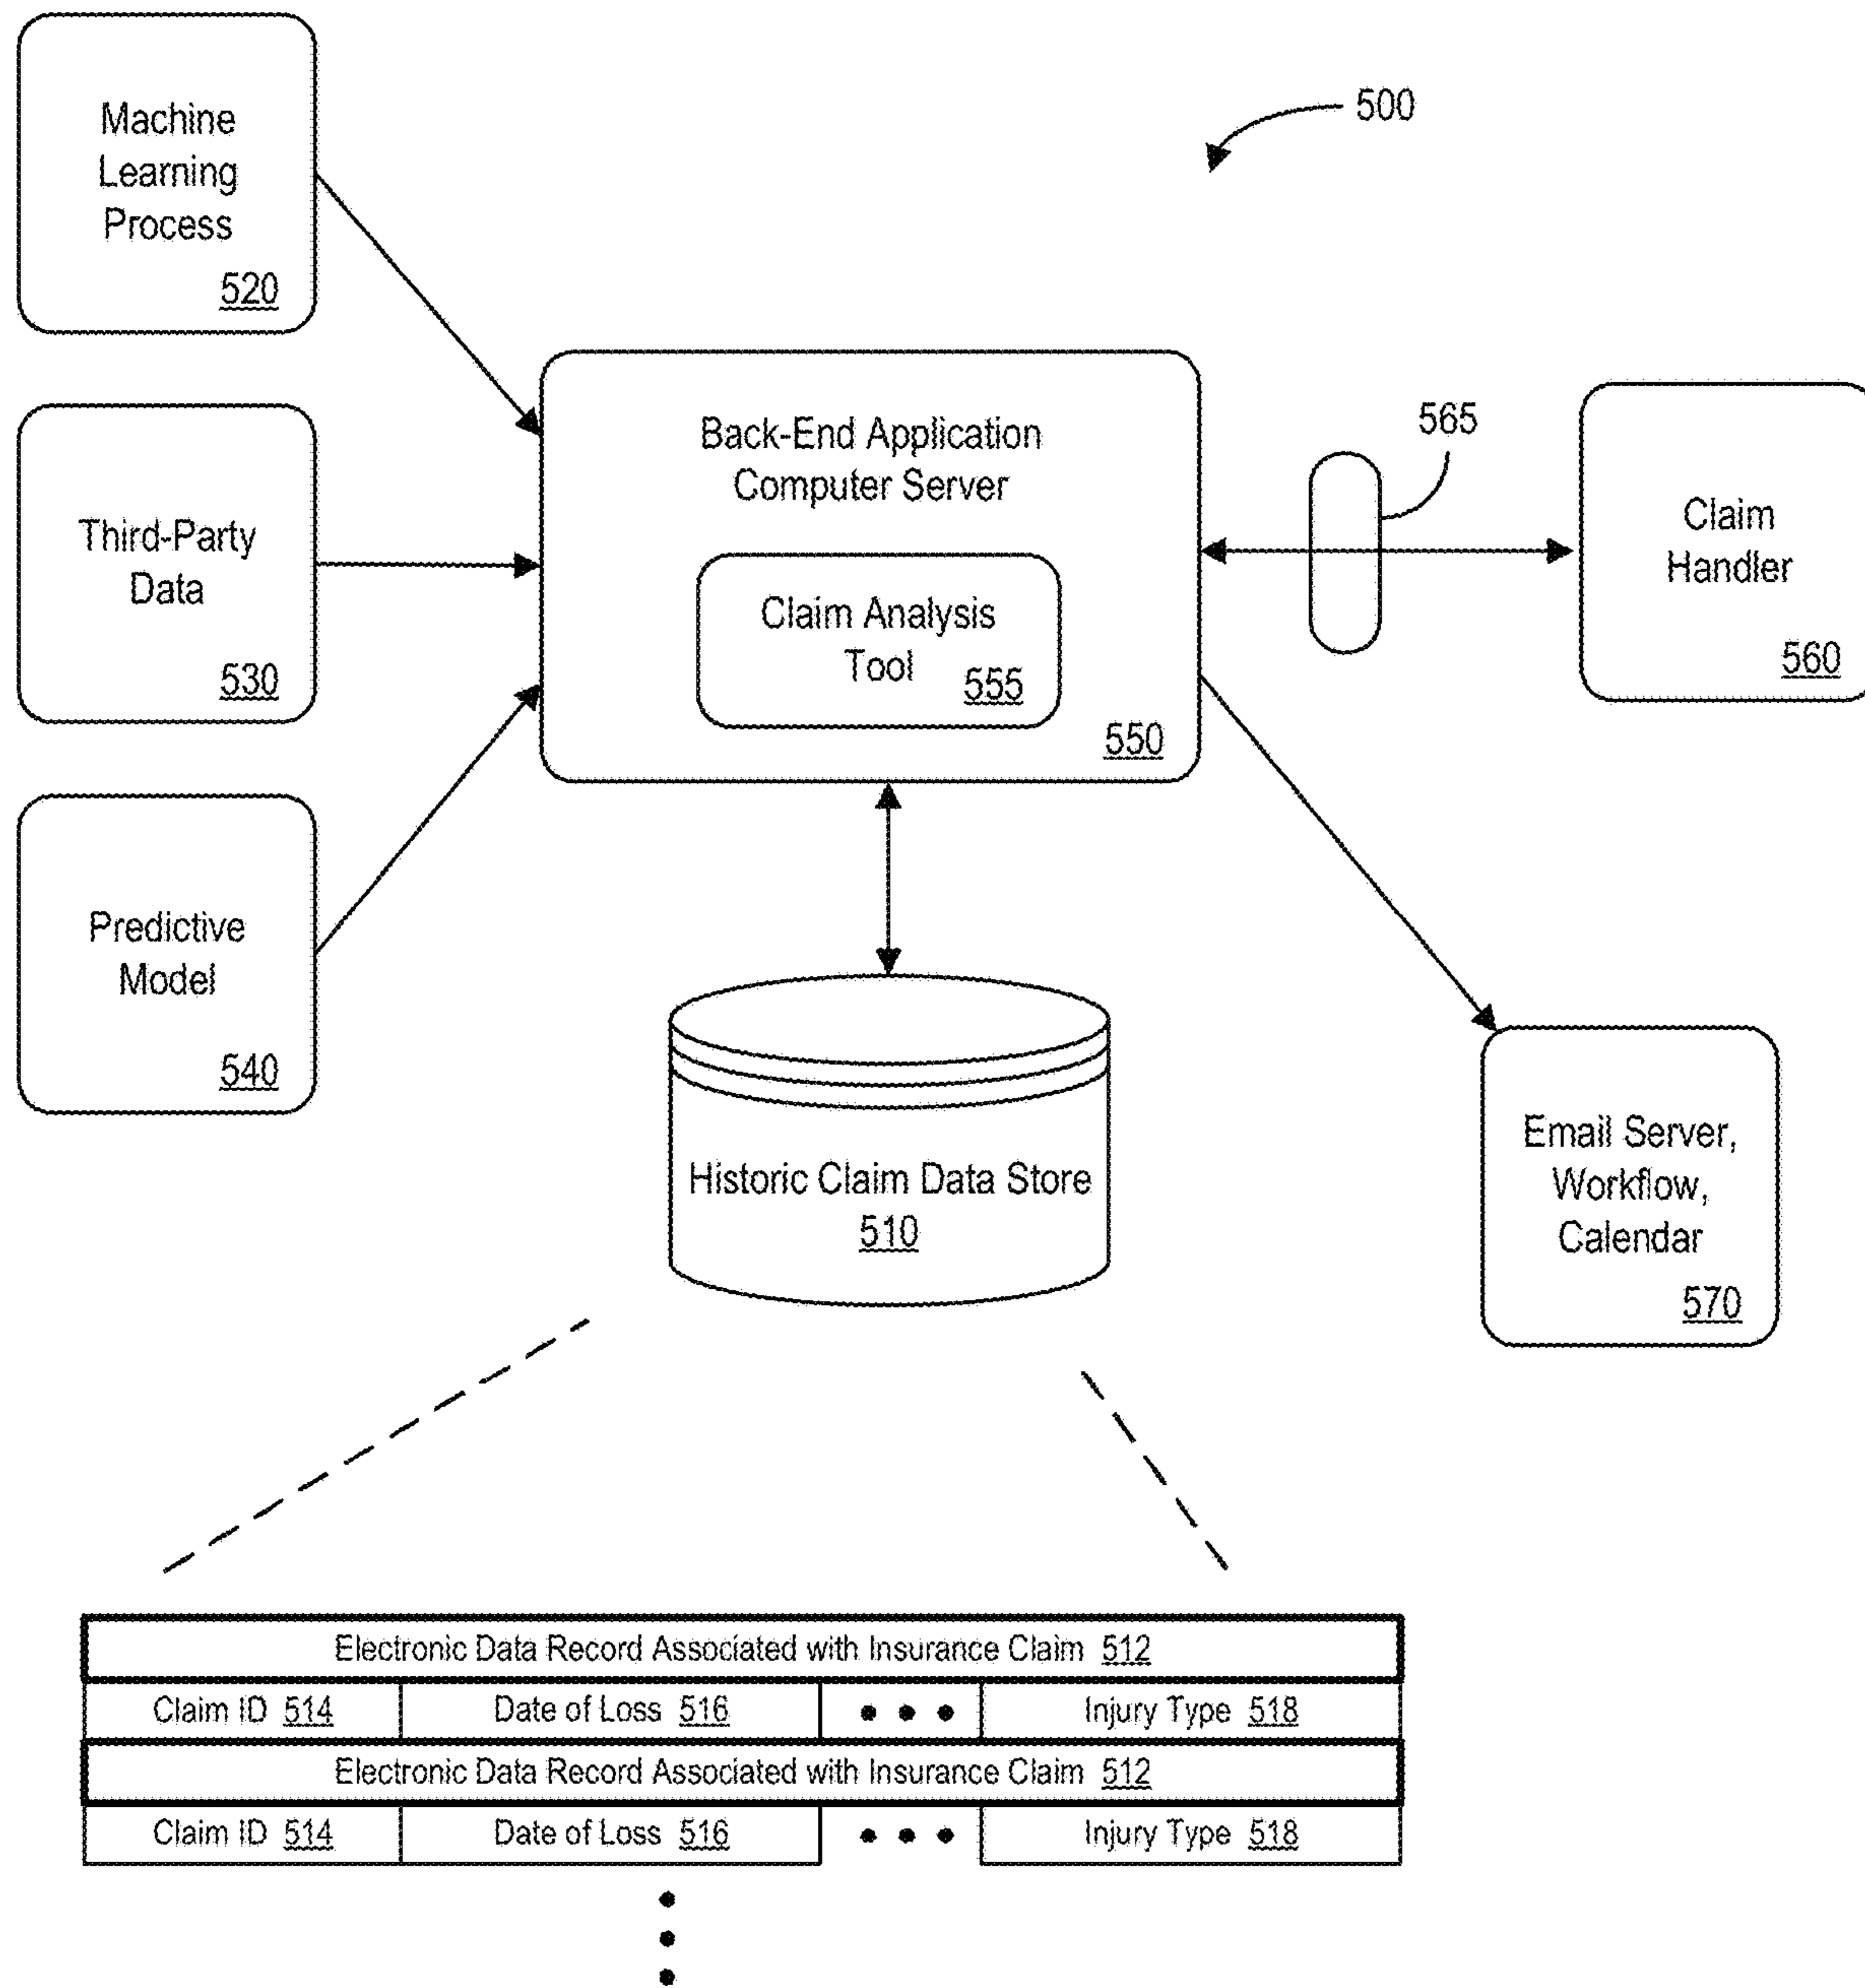 Machine
Learning
Process
520
500
Third-Party
Data
530
Back-End Application
Computer Server
Claim Analysis
Tool
555
550
565
Claim
Handler
560
Predictive
Model
540
Historic Claim Data Store
510
Email Server,
Workflow,
Calendar
570
Electronic Data Record Associated with Insurance Claim 512
Claim ID 514 Date of Loss 516 • • • Injury Type 518
Electronic Data Record Associated with Insurance Claim 512
Claim ID 514 Date of Loss 516 • • • Injury Type 518